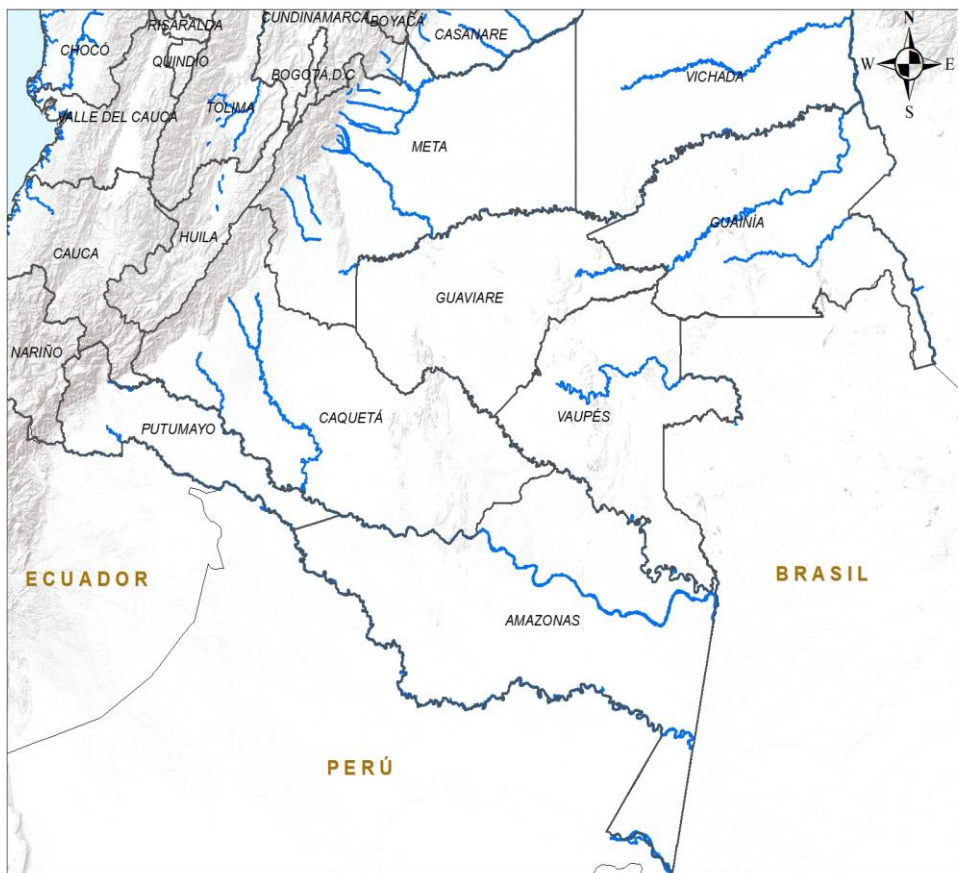 CUNDINAMARCA
BOYACÁ
RISARALDA
CASANARE
N
CHOCÓ
QUINDIO
BOGOTÁ, D.C
VICHADA
W
E
S
TOLIMA
VALLE DEL CAUCA
META
GUAINÍA
HUILA
CAUCA
GUAVIARE
NARIÑO
CAQUETÁ
VAUPÉS
PUTUMAYO
ECUADOR
BRASIL
AMAZONAS
PERÚ